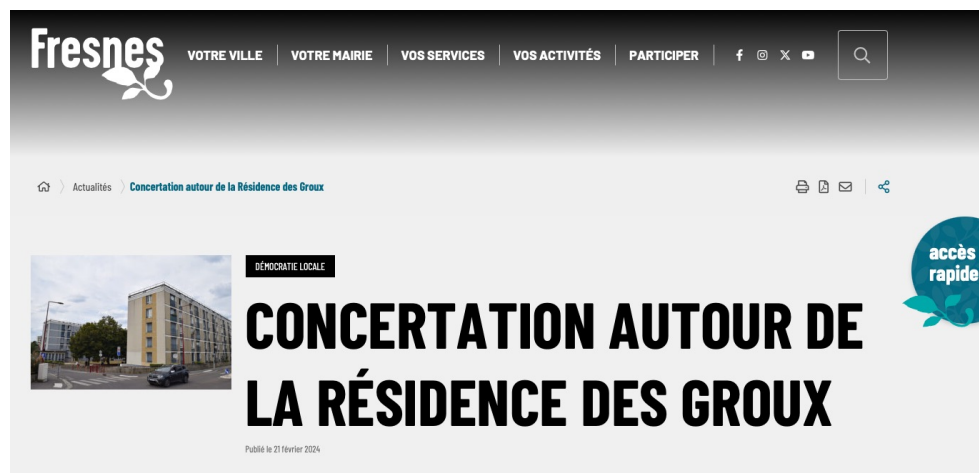 Fresnes
VOTRE VILLE
VOTRE MAIRIE
VOS SERVICES
VOS ACTIVITÉS
PARTICIPER
Actualités
Concertation autour de la Résidence des Groux
accès
rapide
DÉMOCRATIE LOCALE
CONCERTATION AUTOUR DE
LA RÉSIDENCE DES GROUX
Publié le 21 février 2024